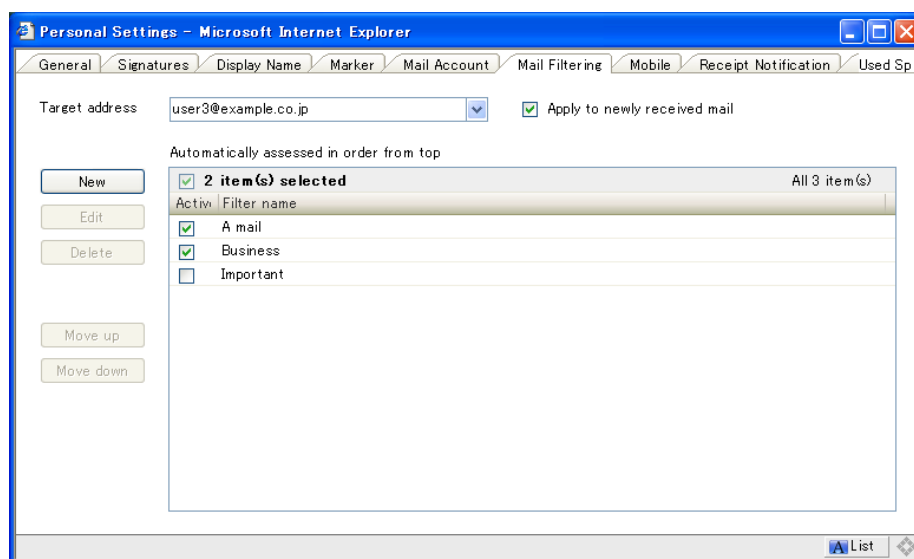 Personal Settings - Microsoft Internet Explorer
General Signatures Display Name Marker Mail Account Mail Filtering Mobile Receipt Notification Used Sp
Target address user3@example.co.jp Apply to newly received mail
Automatically assessed in order from top
New 2 item(s) selected All 3 item(s)
Activ Filter name
Edit A mail
Delete Business
Important
Move up
Move down
A List